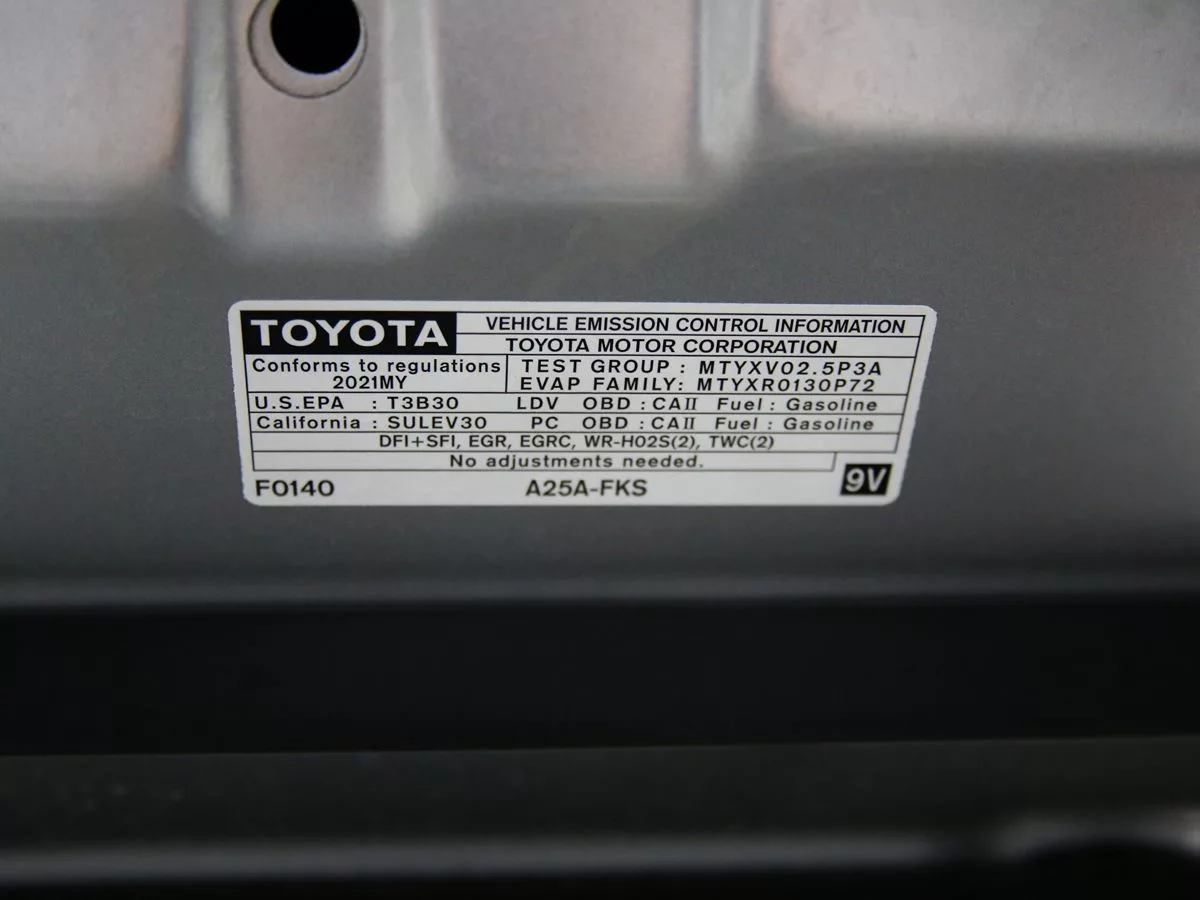 TOYOTA VEHICLE EMISSION CONTROL INFORMATION
TOYOTA MOTOR CORPORATION
Conforms to regulations
2021MY
TEST GROUP : MTYXV02.5P3A
EVAP FAMILY: MTYXR0130P72
U.S.EPA : T3B30 LDV OBD : CAII Fuel : Gasoline
California : SULEV30 PC OBD : CAII Fuel : Gasoline
DFI+SFI, EGR, EGRC, WR-HO2S(2), TWC(2)
No adjustments needed.
F0140 A25A-FKS 9V